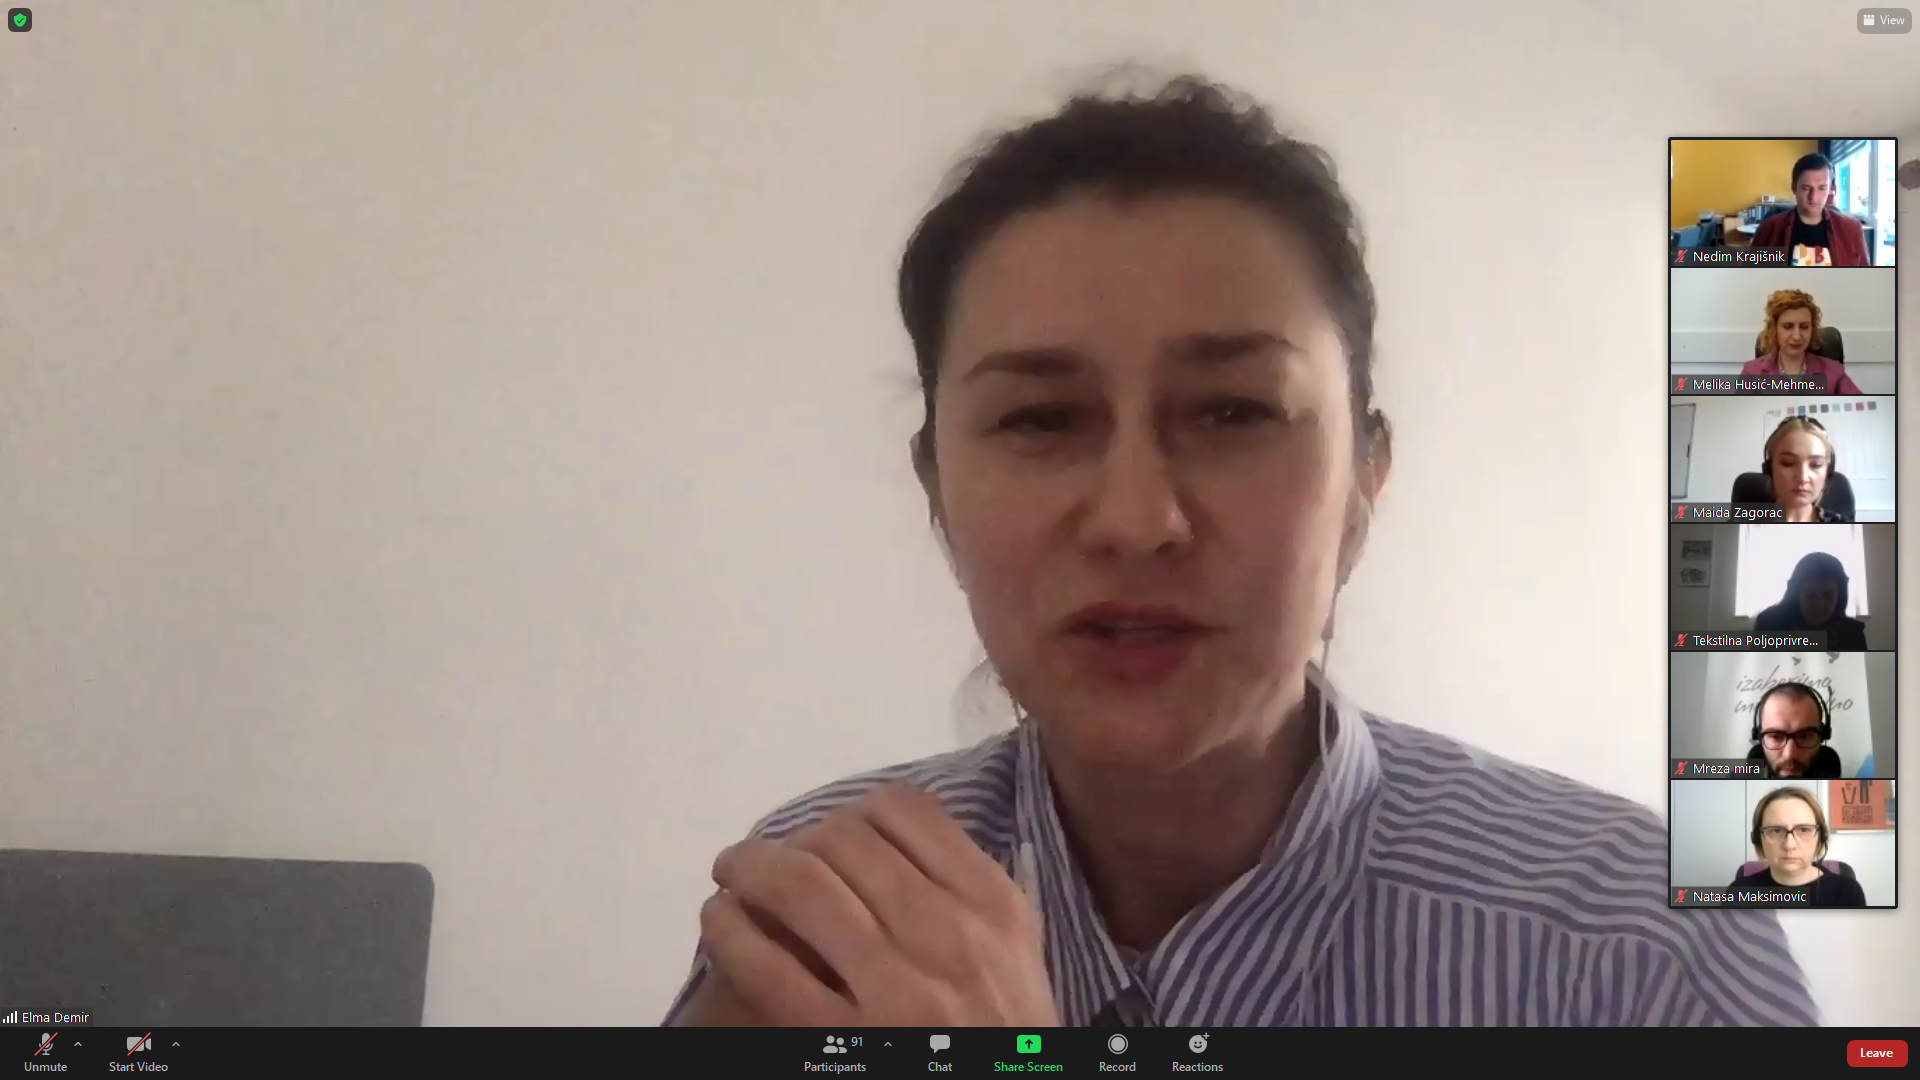 View
Nedim Krajišnik
Melika Husić-Mehme...
Maida Zagorac
Tekstilna Poljoprivre...
izaberimo
Mreza mira
Natasa Maksimovic
Elma Demir
Unmute
Start Video
91
Participants
Chat
Share Screen
Record
Reactions
Leave